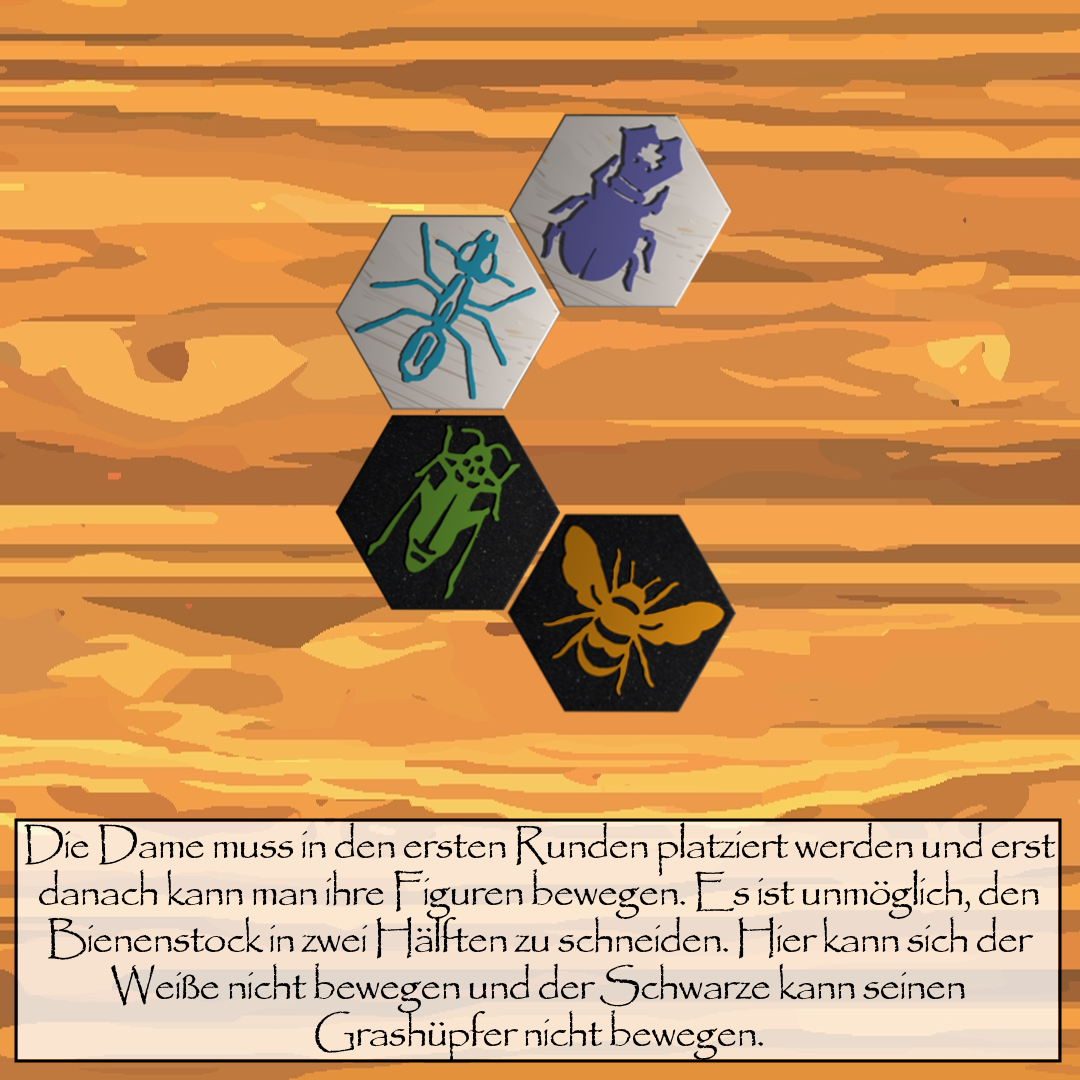 Die Dame muss in den ersten Runden platziert werden und erst
danach kann man ihre Figuren bewegen. Es ist unmöglich, den
Bienenstock in zwei Hälften zu schneiden. Hier kann sich der
Weiße nicht bewegen und der Schwarze kann seinen
Grashüpfer nicht bewegen.